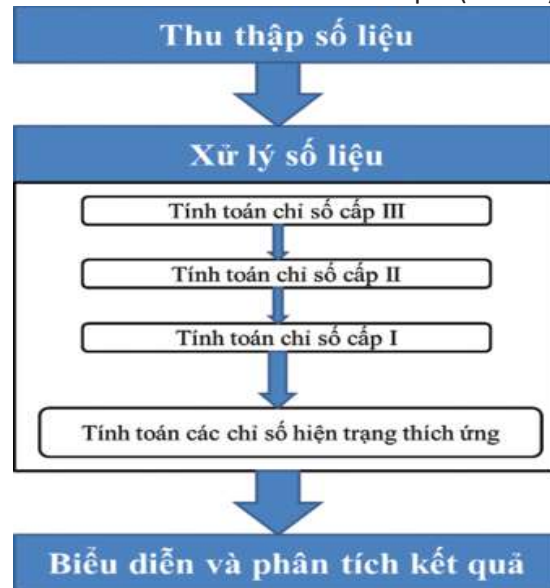 Thu thập số liệu
Xử lý số liệu
Tính toán chỉ số cấp III
Tính toán chỉ số cấp II
Tính toán chỉ số cấp I
Tính toán các chỉ số hiện trạng thích ứng
Biểu diễn và phân tích kết quả